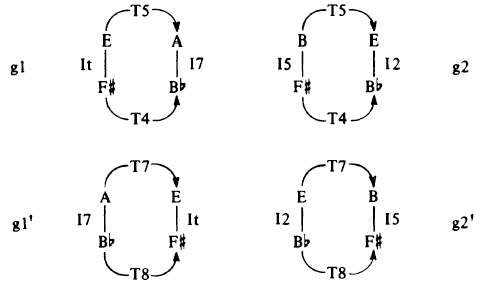 T5 T5
E A B E
g1 It I7 I5 I2 g2
F♯ B♭ F♯ B♭
T4 T4
T7 T7
A E E B
g1' I7 It I2 I5 g2'
B♭ F♯ B♭ F♯
T8 T8